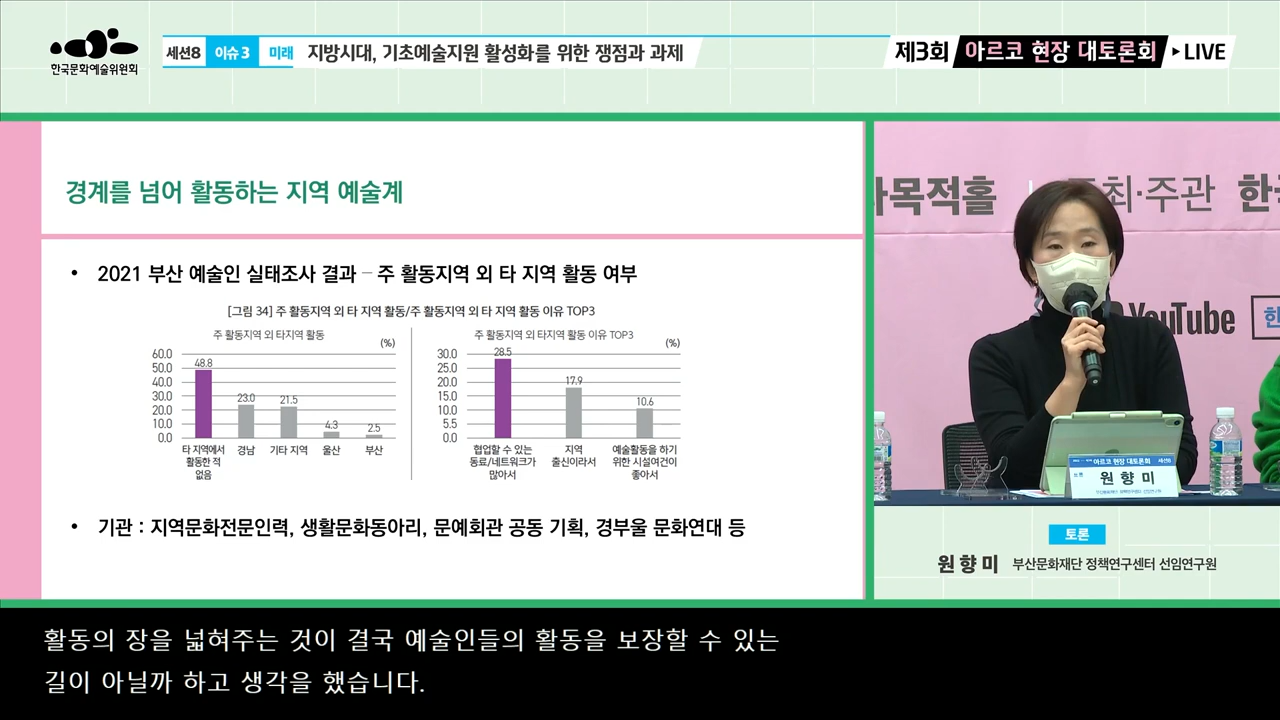 한국문화예술위원회
세션8 이슈 3 미래 지방시대, 기초예술지원 활성화를 위한 쟁점과 과제
제3회 아르코 현장 대토론회 ▸LIVE
경계를 넘어 활동하는 지역 예술계
• 2021 부산 예술인 실태조사 결과 – 주 활동지역 외 타 지역 활동 여부
[그림 34] 주 활동지역 외 타 지역 활동/주 활동지역 외 타 지역 활동 이유 TOP3
주 활동지역 외 타지역 활동
(%)
60.0
50.0
40.0
30.0
20.0
10.0
0.0
48.8
23.0
21.5
4.3
2.5
타 지역에서
활동한 적
없음
경남
기타 지역
울산
부산
주 활동지역 외 타지역 활동 이유 TOP3
(%)
30.0
25.0
20.0
15.0
10.0
5.5
0.0
28.5
17.9
10.6
협업할 수 있는
동료/네트워크가
많아서
지역
출신이라서
예술활동을 하기
위한 시설여건이
좋아서
• 기관 : 지역문화전문인력, 생활문화동아리, 문예회관 공동 기획, 경부울 문화연대 등
목적홀
최·주관
YouTube
아르코 현장 대토론회 세션8
원 향 미
토론
원 향 미 부산문화재단 정책연구센터 선임연구원
활동의 장을 넓혀주는 것이 결국 예술인들의 활동을 보장할 수 있는
길이 아닐까 하고 생각을 했습니다.